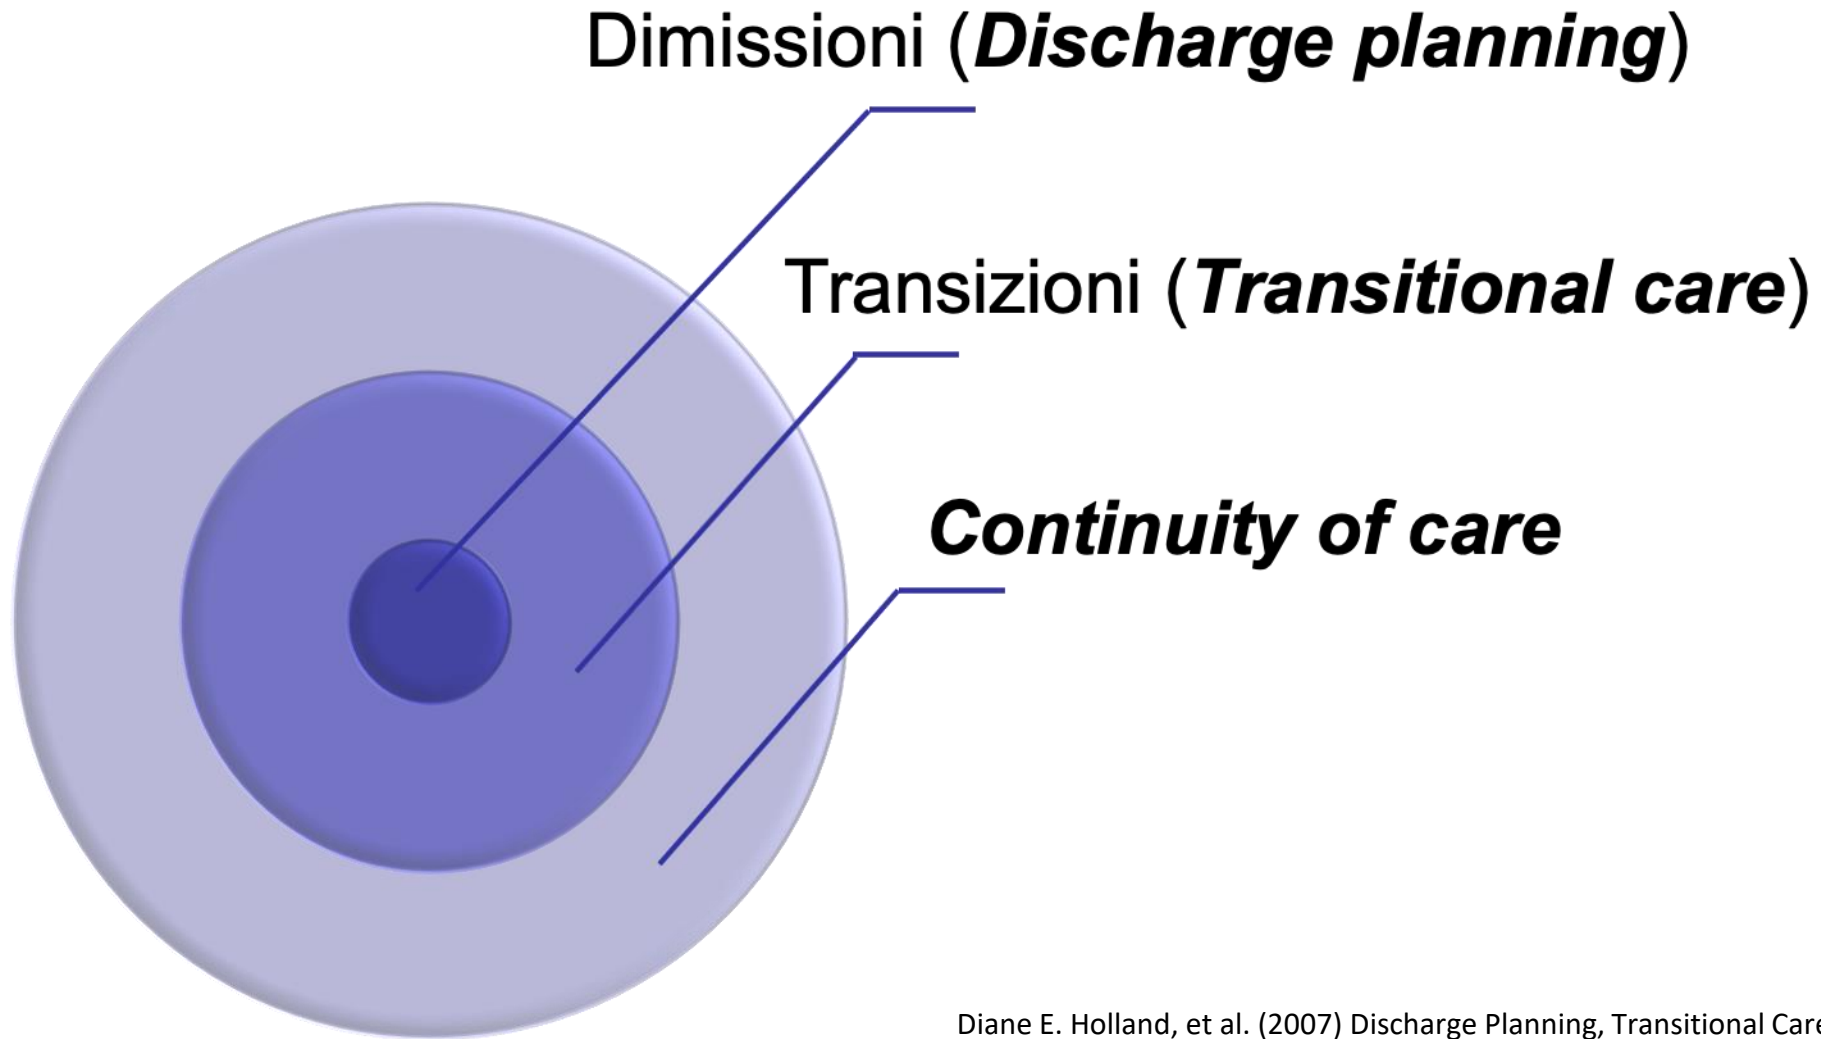 Dimissioni (Discharge planning)
Transizioni (Transitional care)
Continuity of care
Diane E. Holland, et al. (2007) Discharge Planning, Transitional Care